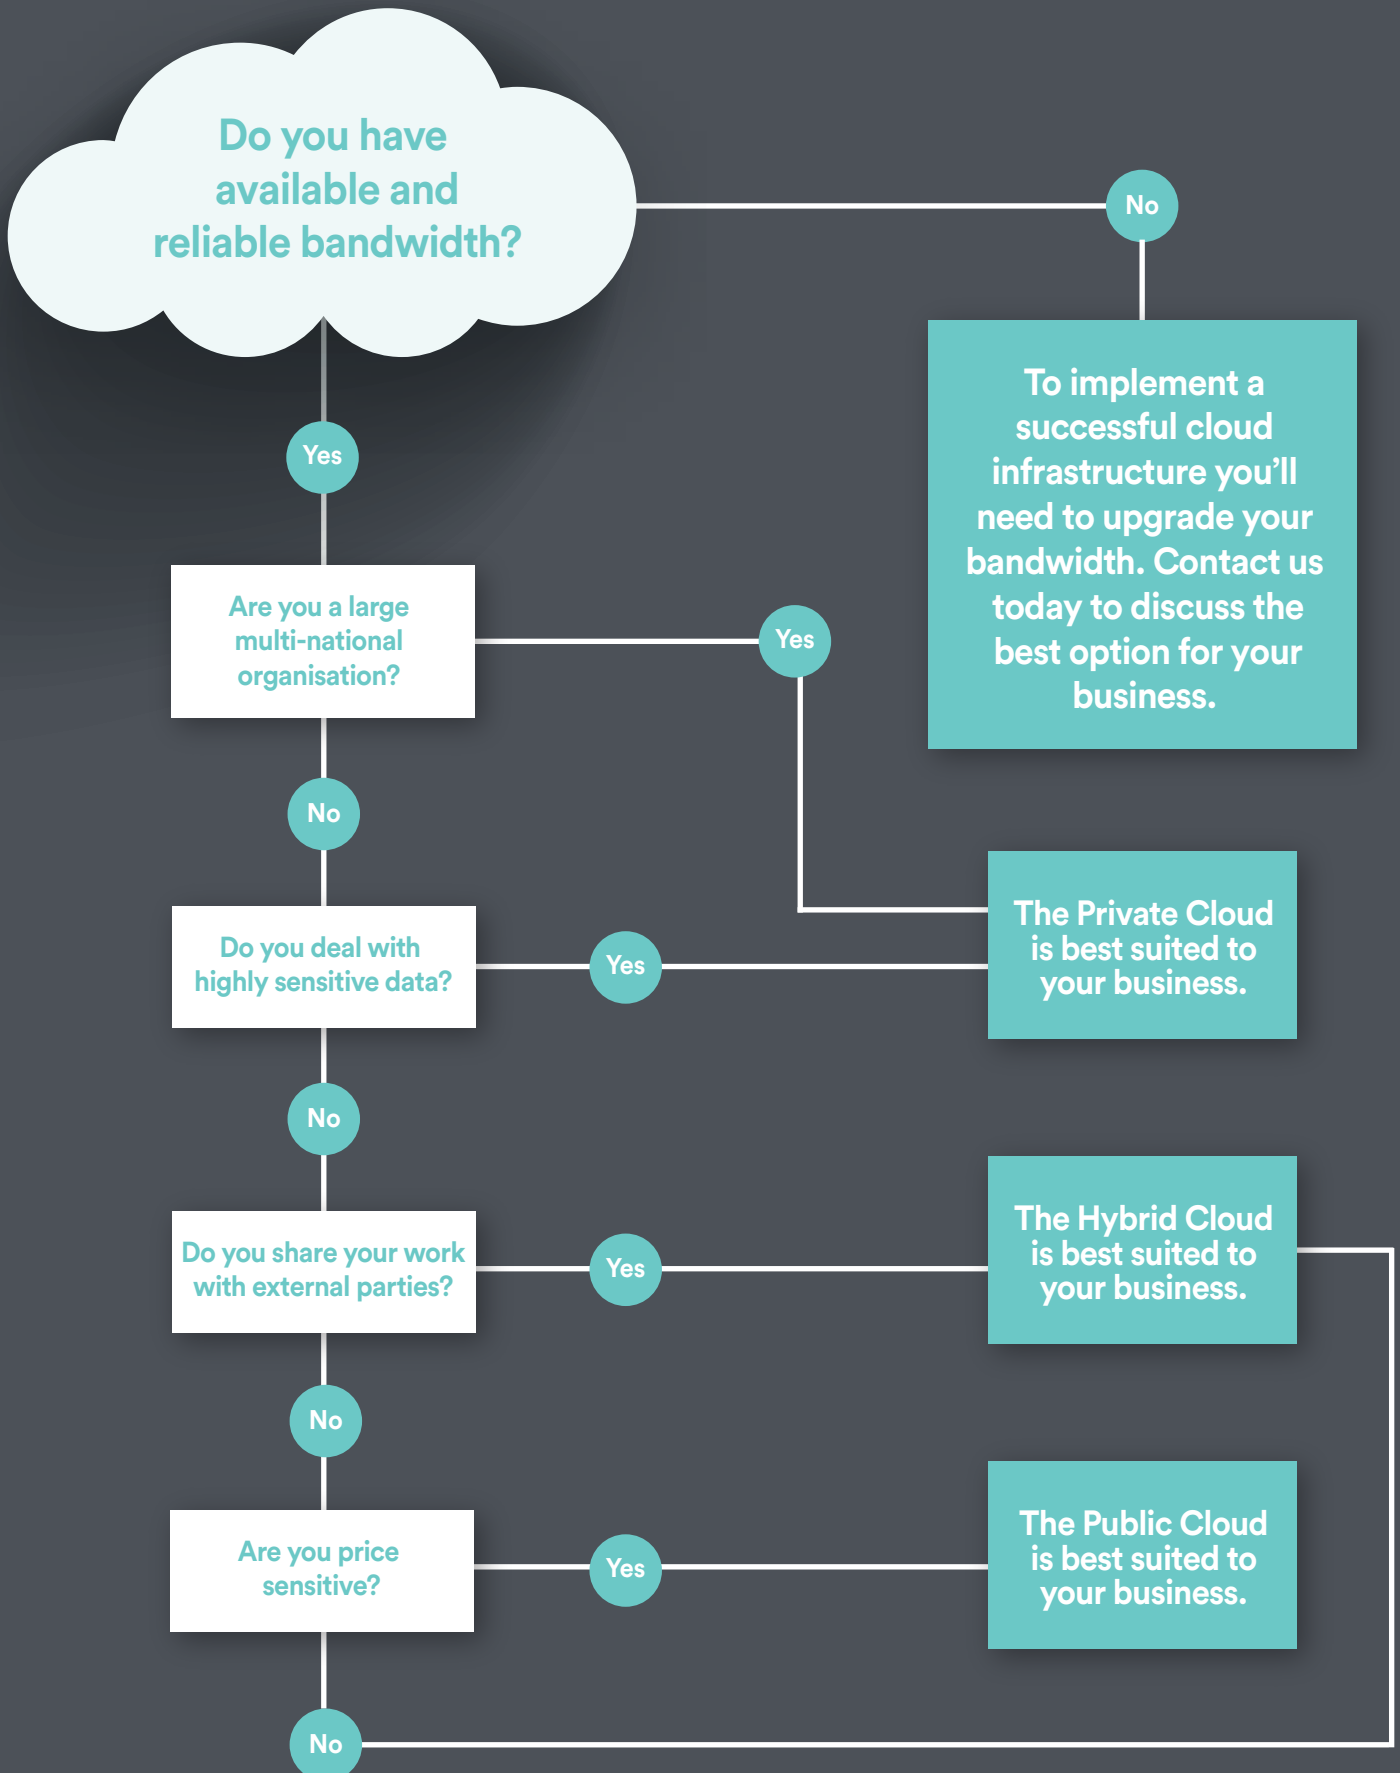 Do you have
available and
reliable bandwidth?
No
Yes
To implement a
successful cloud
infrastructure you’ll
need to upgrade your
bandwidth. Contact us
today to discuss the
best option for your
business.
Are you a large
multi-national
organisation?
Yes
No
The Private Cloud
is best suited to
your business.
Do you deal with
highly sensitive data?
Yes
No
The Hybrid Cloud
is best suited to
your business.
Do you share your work
with external parties?
Yes
No
The Public Cloud
is best suited to
your business.
Are you price
sensitive?
Yes
No